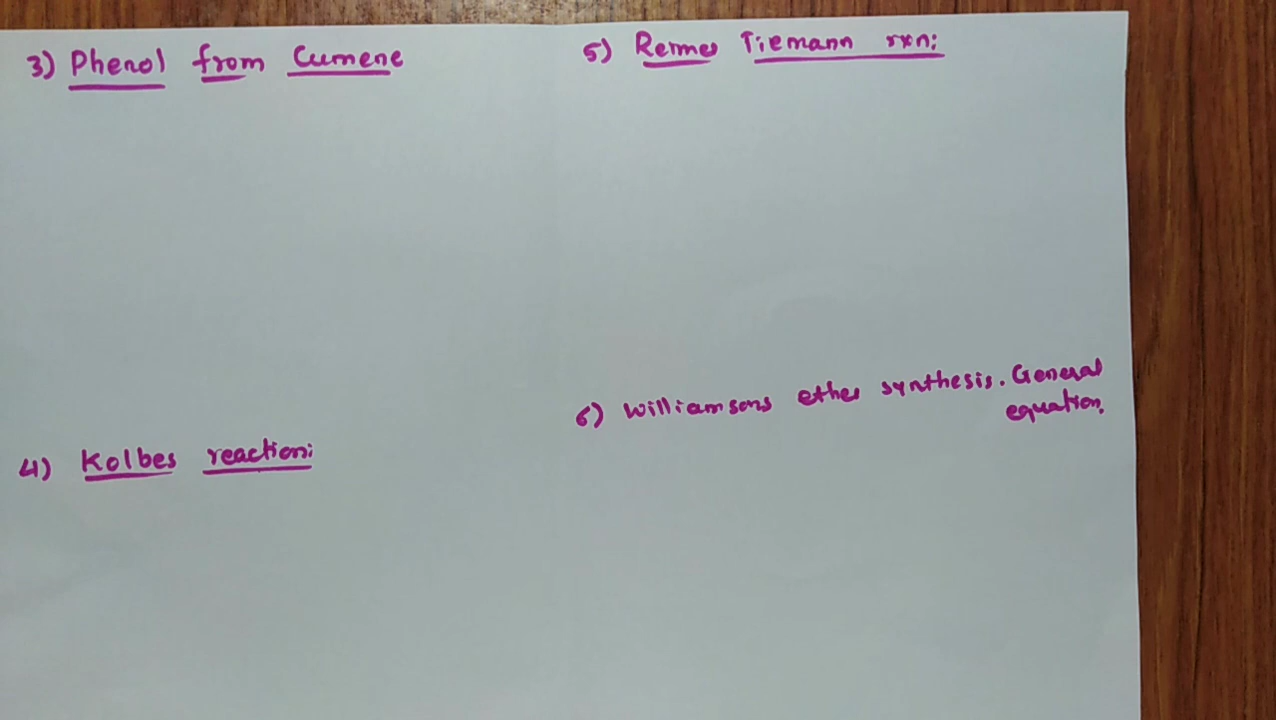 3) Phenol from Cumene
4) Kolbes reaction:
5) Reimer Tiemann rxn:
6) Williamsons ether synthesis. General
equation.